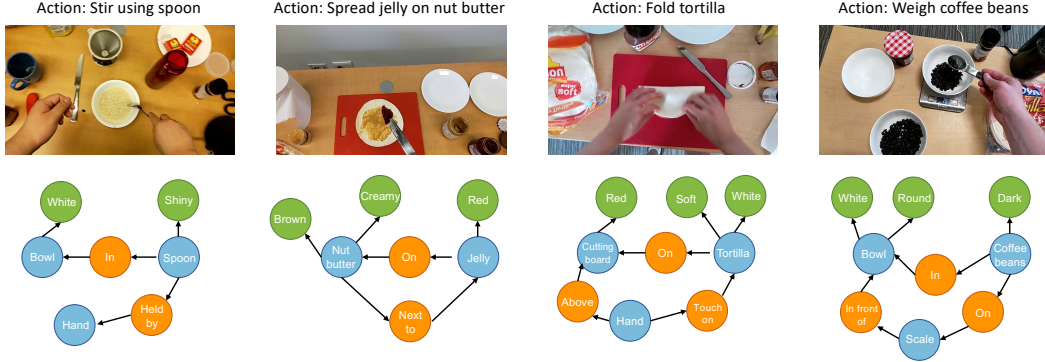 Action: Stir using spoon
Action: Spread jelly on nut butter
Action: Fold tortilla
Action: Weigh coffee beans
super
soft
White
Shiny
Bowl
In
Spoon
Hand
Held
by
Brown
Creamy
Red
Nut
butter
On
Jelly
Next
to
Red
Soft
White
Cutting
board
On
Tortilla
Above
Hand
Touch
on
White
Round
Dark
Bowl
In
Coffee
beans
In front
of
Scale
On